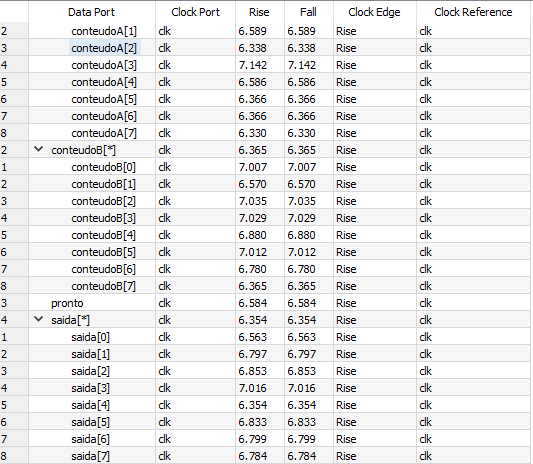 Data Port Clock Port Rise Fall Clock Edge Clock Reference
2 conteudoA[1] clk 6.589 6.589 Rise clk
3 conteudoA[2] clk 6.338 6.338 Rise clk
4 conteudoA[3] clk 7.142 7.142 Rise clk
5 conteudoA[4] clk 6.586 6.586 Rise clk
6 conteudoA[5] clk 6.366 6.366 Rise clk
7 conteudoA[6] clk 6.366 6.366 Rise clk
8 conteudoA[7] clk 6.330 6.330 Rise clk
2 conteudoB[*] clk 6.365 6.365 Rise clk
1 conteudoB[0] clk 7.007 7.007 Rise clk
2 conteudoB[1] clk 6.570 6.570 Rise clk
3 conteudoB[2] clk 7.035 7.035 Rise clk
4 conteudoB[3] clk 7.029 7.029 Rise clk
5 conteudoB[4] clk 6.880 6.880 Rise clk
6 conteudoB[5] clk 7.012 7.012 Rise clk
7 conteudoB[6] clk 6.780 6.780 Rise clk
8 conteudoB[7] clk 6.365 6.365 Rise clk
3 pronto clk 6.584 6.584 Rise clk
4 saida[*] clk 6.354 6.354 Rise clk
1 saida[0] clk 6.563 6.563 Rise clk
2 saida[1] clk 6.797 6.797 Rise clk
3 saida[2] clk 6.853 6.853 Rise clk
4 saida[3] clk 7.016 7.016 Rise clk
5 saida[4] clk 6.354 6.354 Rise clk
6 saida[5] clk 6.833 6.833 Rise clk
7 saida[6] clk 6.799 6.799 Rise clk
8 saida[7] clk 6.784 6.784 Rise clk